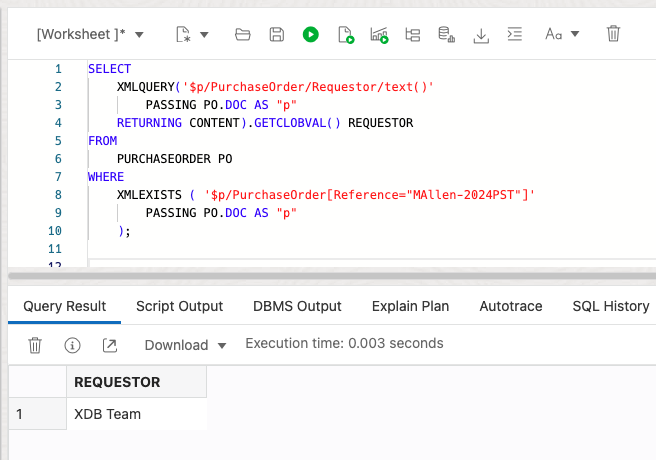 [Worksheet ]*
Aa
1 SELECT
2 XMLQUERY('$p/PurchaseOrder/Requestor/text()'
3 PASSING PO.DOC AS "p"
4 RETURNING CONTENT).GETCLOBVAL() REQUESTOR
5 FROM
6 PURCHASEORDER PO
7 WHERE
8 XMLEXISTS ( '$p/PurchaseOrder[Reference="MAllen-2024PST"]'
9 PASSING PO.DOC AS "p"
10 );
11
12
Query Result Script Output DBMS Output Explain Plan Autotrace SQL History
Download Execution time: 0.003 seconds
REQUESTOR
1 XDB Team